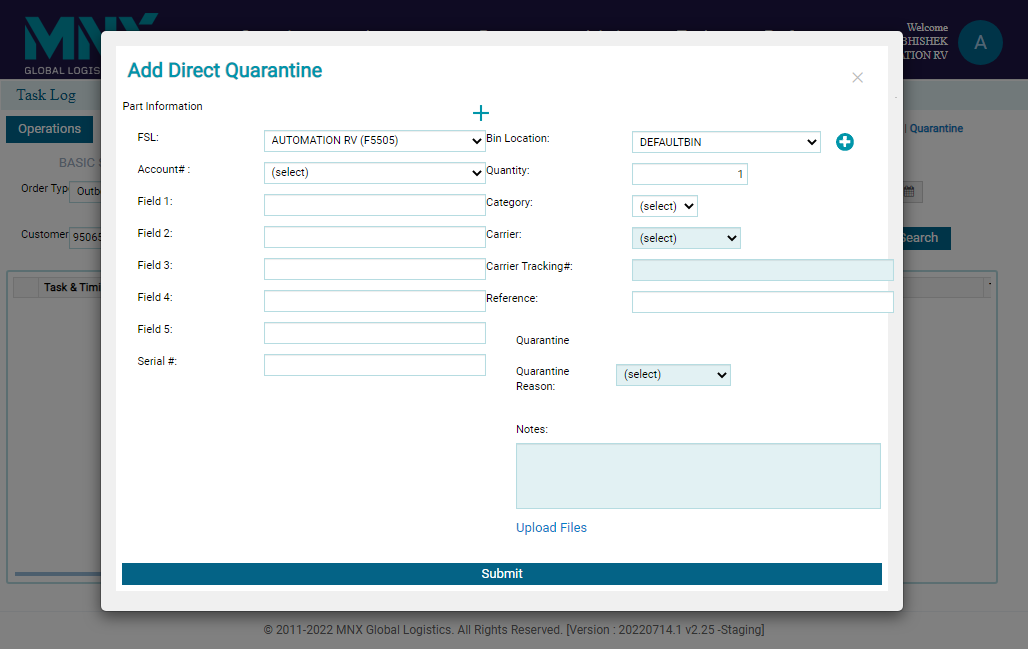 MNX
GLOBAL LOGIS
Welcome
BHISHEK
TION RV
A
Task Log
Operations
| Quarantine
BASIC
Order Typ
Outb
Customer
95065
Search
Task & Timi
Add Direct Quarantine
×
Part Information
FSL:
AUTOMATION RV (F5505)
Bin Location:
DEFAULTBIN
Account# :
(select)
Quantity:
1
Field 1:
Category:
(select)
Field 2:
Carrier:
(select)
Field 3:
Carrier Tracking#:
Field 4:
Reference:
Field 5:
Quarantine
Serial #:
Quarantine
Reason:
(select)
Notes:
Upload Files
Submit
© 2011-2022 MNX Global Logistics. All Rights Reserved. [Version : 20220714.1 v2.25 -Staging]